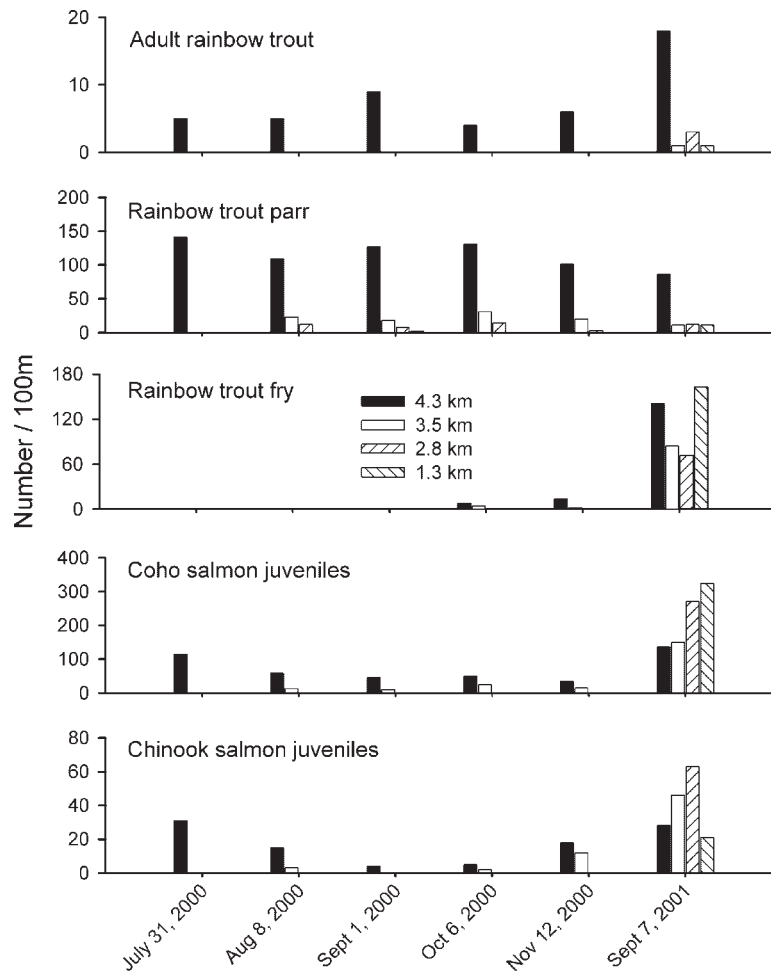 Number / 100m
Adult rainbow trout
20
10
0
Rainbow trout parr
200
150
100
50
0
Rainbow trout fry
180
120
60
0
4.3 km
3.5 km
2.8 km
1.3 km
Coho salmon juveniles
400
300
200
100
0
Chinook salmon juveniles
80
60
40
20
0
July 31, 2000
Aug 8, 2000
Sept 1, 2000
Oct 6, 2000
Nov 12, 2000
Sept 7, 2001